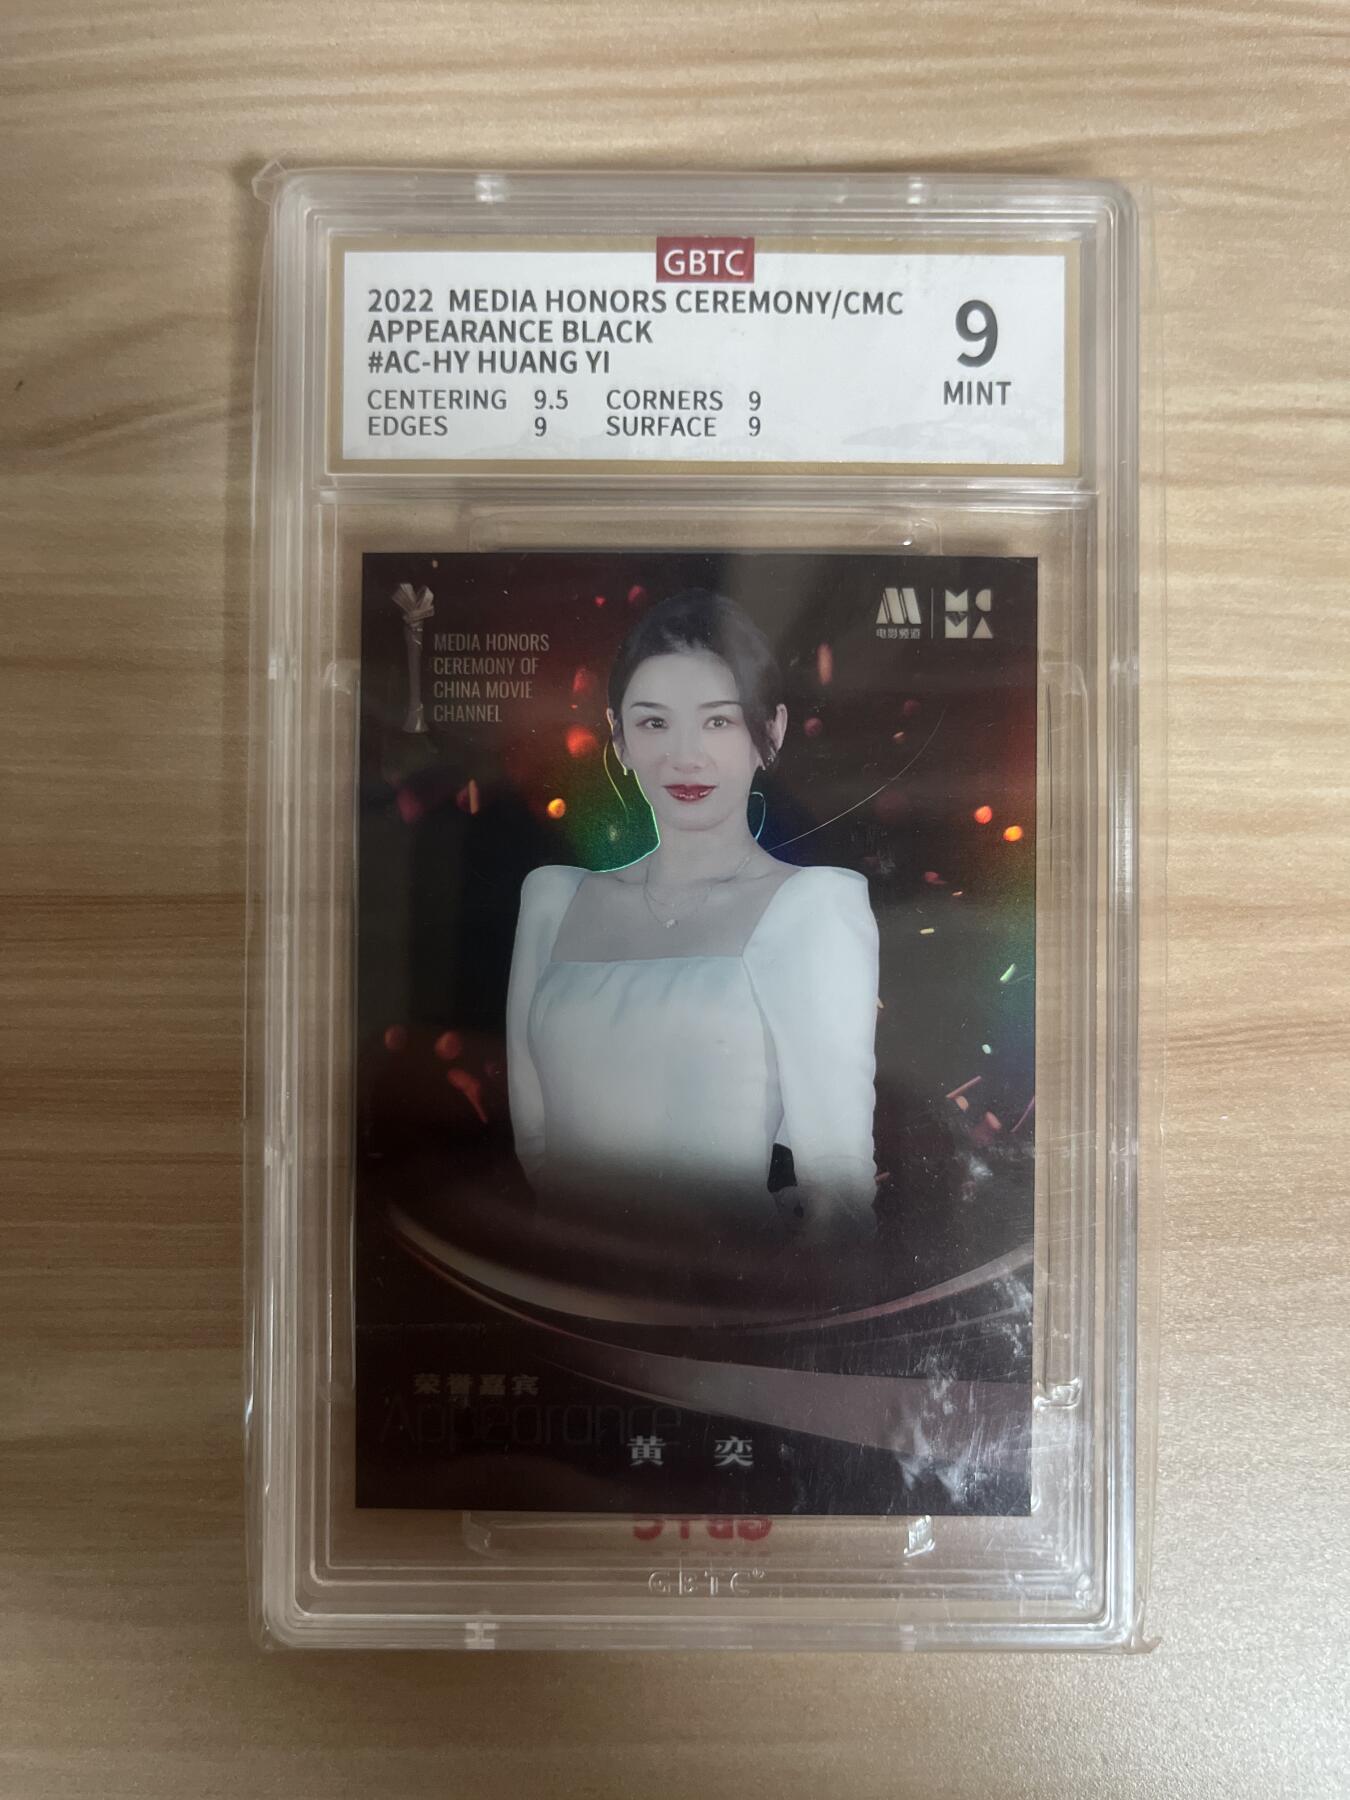 GBTC
2022 MEDIA HONORS CEREMONY/CMC
APPEARANCE BLACK
#AC-HY HUANG YI
CENTERING 9.5 CORNERS 9
EDGES 9 SURFACE 9
9
MINT
MEDIA HONORS
CEREMONY OF
CHINA MOVIE
CHANNEL
电影频道
MC
MA
荣誉嘉宾
Appearance
黄 奕
GBTC